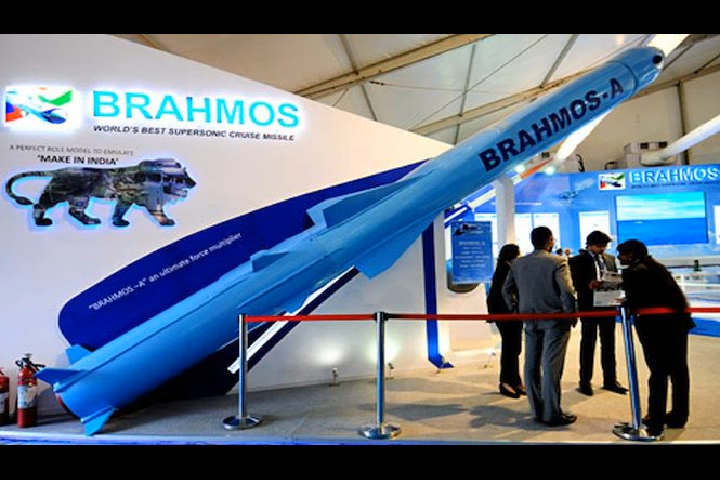 BRAHMOS
WORLD'S BEST SUPERSONIC CRUISE MISSILE
A PERFECT ROLE MODEL TO EMULATE
'MAKE IN INDIA'
"BRAHMOS –A" an ultimate force multiplier
BRAHMOS-A
BRAHMOS